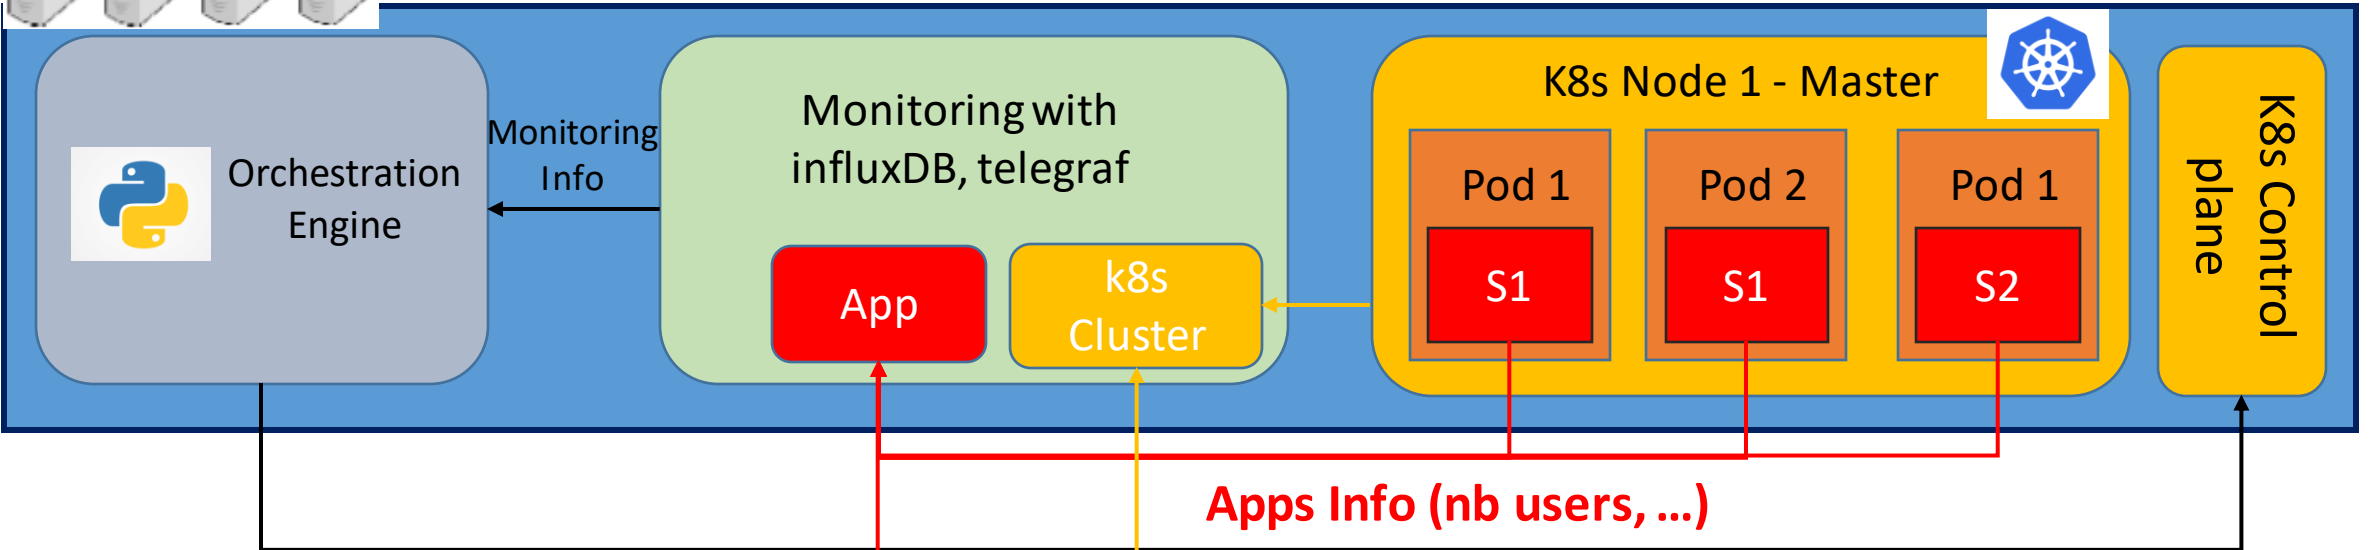 Orchestration
Engine
Monitoring
Info
Monitoring with
influxDB, telegraf
App
k8s
Cluster
K8s Node 1 - Master
Pod 1
S1
Pod 2
S1
Pod 1
S2
K8s Control
plane
Apps Info (nb users, ...)